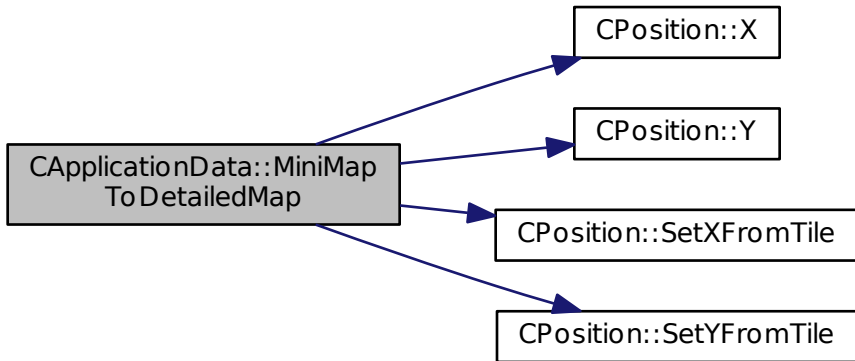 CApplicationData::MiniMap
ToDetailedMap
CPosition::X
CPosition::Y
CPosition::SetXFromTile
CPosition::SetYFromTile